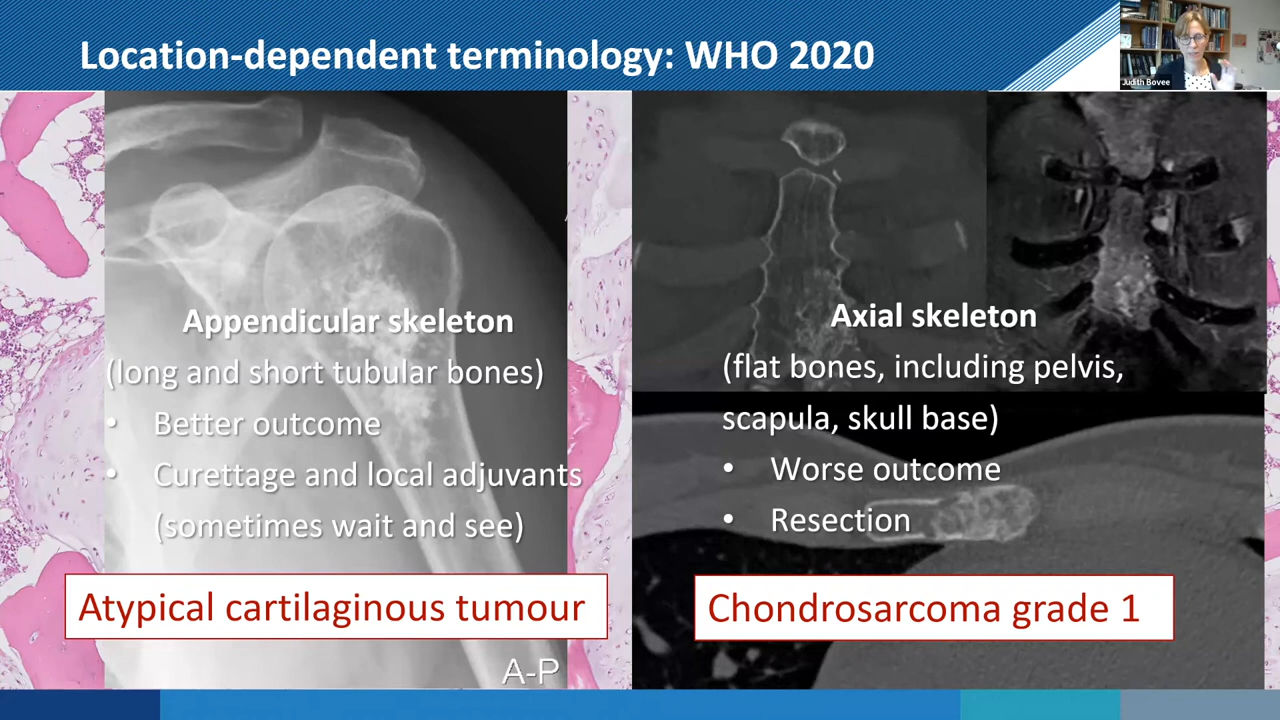 Location-dependent terminology: WHO 2020
Judith Bovee
Appendicular skeleton
(long and short tubular bones)
• Better outcome
• Curettage and local adjuvants
(sometimes wait and see)
Atypical cartilaginous tumour
A-P
Axial skeleton
(flat bones, including pelvis,
scapula, skull base)
• Worse outcome
• Resection
Chondrosarcoma grade 1